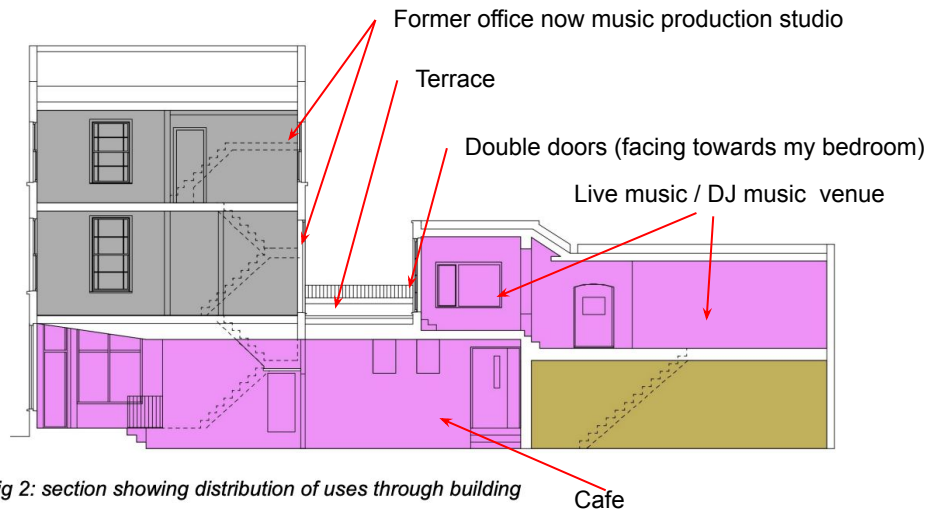 Former office now music production studio
Terrace
Double doors (facing towards my bedroom)
Live music / DJ music venue
ig 2: section showing distribution of uses through building
Cafe